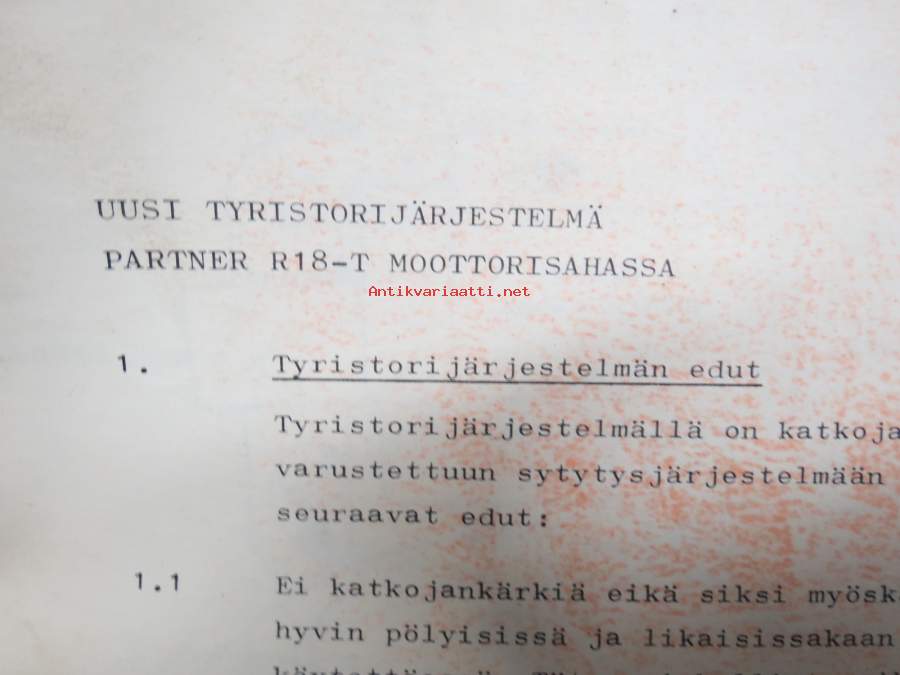 UUSI TYRISTORIJÄRJESTELMÄ
PARTNER R18-T MOOTTORISAHASSA
Antikvariaatti.net
1. Tyristorijärjestelmän edut
Tyristorijärjestelmällä on katkoja
varustettuun sytytysjärjestelmään
seuraavat edut:
1.1 Ei katkojankärkiä eikä siksi myösk
hyvin pölyisissä ja likaisissakaan